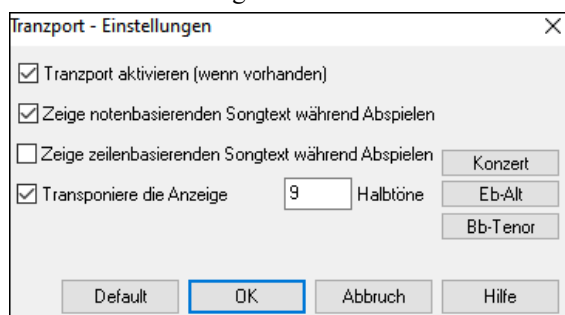 Tranzport - Einstellungen
Tranzport aktivieren (wenn vorhanden)
Zeige notenbasierenden Songtext während Abspielen
Zeige zeilenbasierenden Songtext während Abspielen
Konzert
Transponiere die Anzeige 9 Halbtöne Eb-Alt
Bb-Tenor
Default OK Abbruch Hilfe